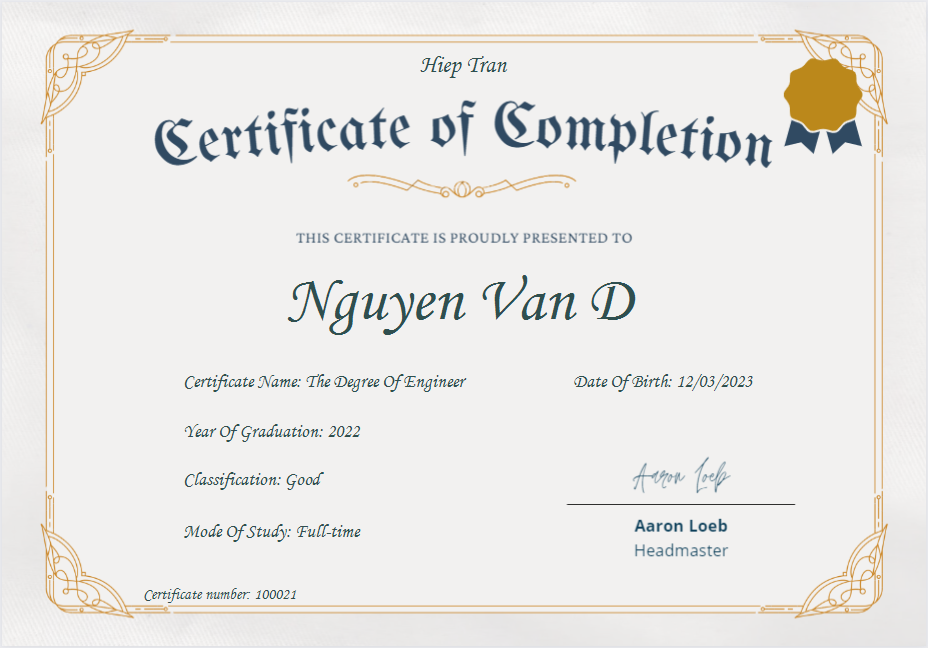 Hiep Tran
Certificate of Completion
THIS CERTIFICATE IS PROUDLY PRESENTED TO
Nguyen Van D
Certificate Name: The Degree Of Engineer
Date Of Birth: 12/03/2023
Year Of Graduation: 2022
Classification: Good
Aaron Loeb
Mode Of Study: Full-time
Aaron Loeb
Headmaster
Certificate number: 100021